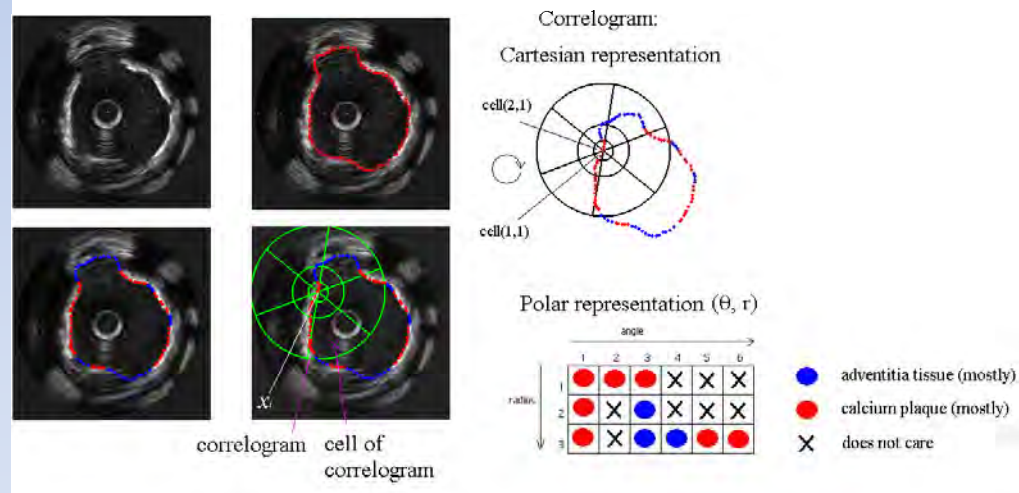 Correlogram:
Cartesian representation
cell(2,1)
cell(1,1)
x
correlogram
cell of
correlogram
Polar representation (θ, r)
angle
1 2 3 4 5 6
radius
1
2
3
adventitia tissue (mostly)
calcium plaque (mostly)
does not care